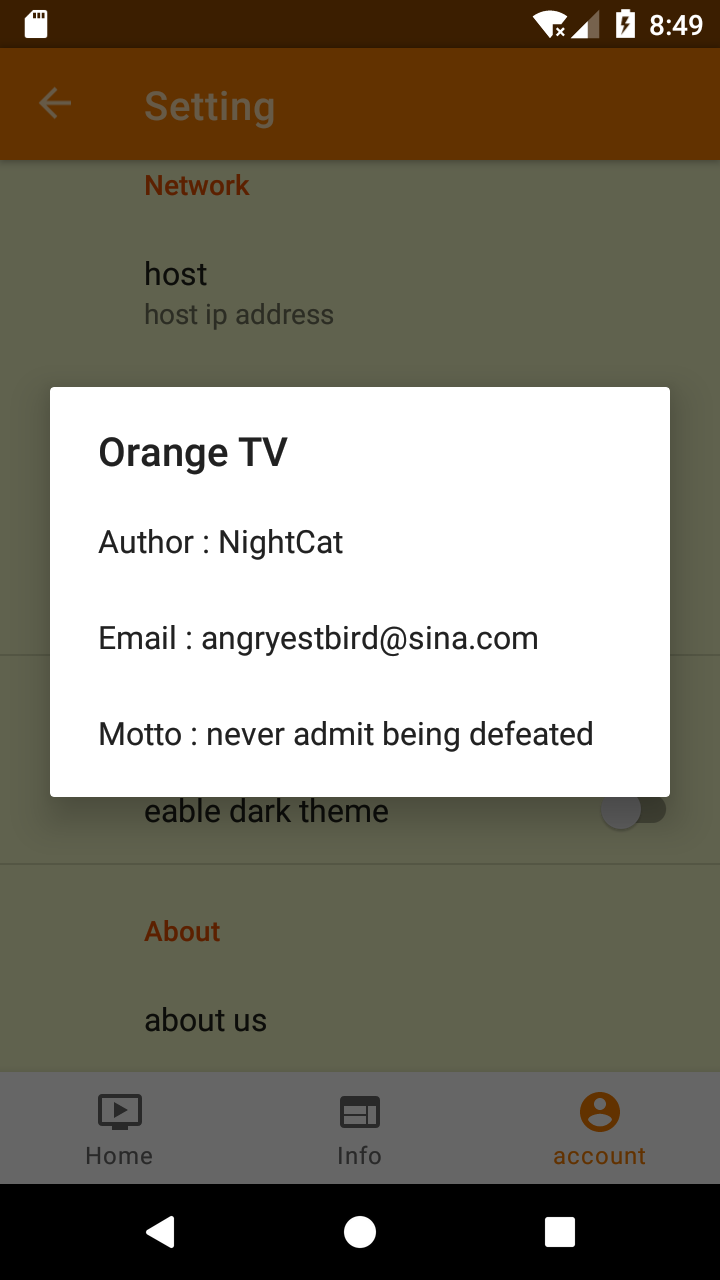 8:49
Setting
Network
host
host ip address
Orange TV
Author : NightCat
Email : angryestbird@sina.com
Motto : never admit being defeated
eable dark theme
About
about us
Home
Info
account